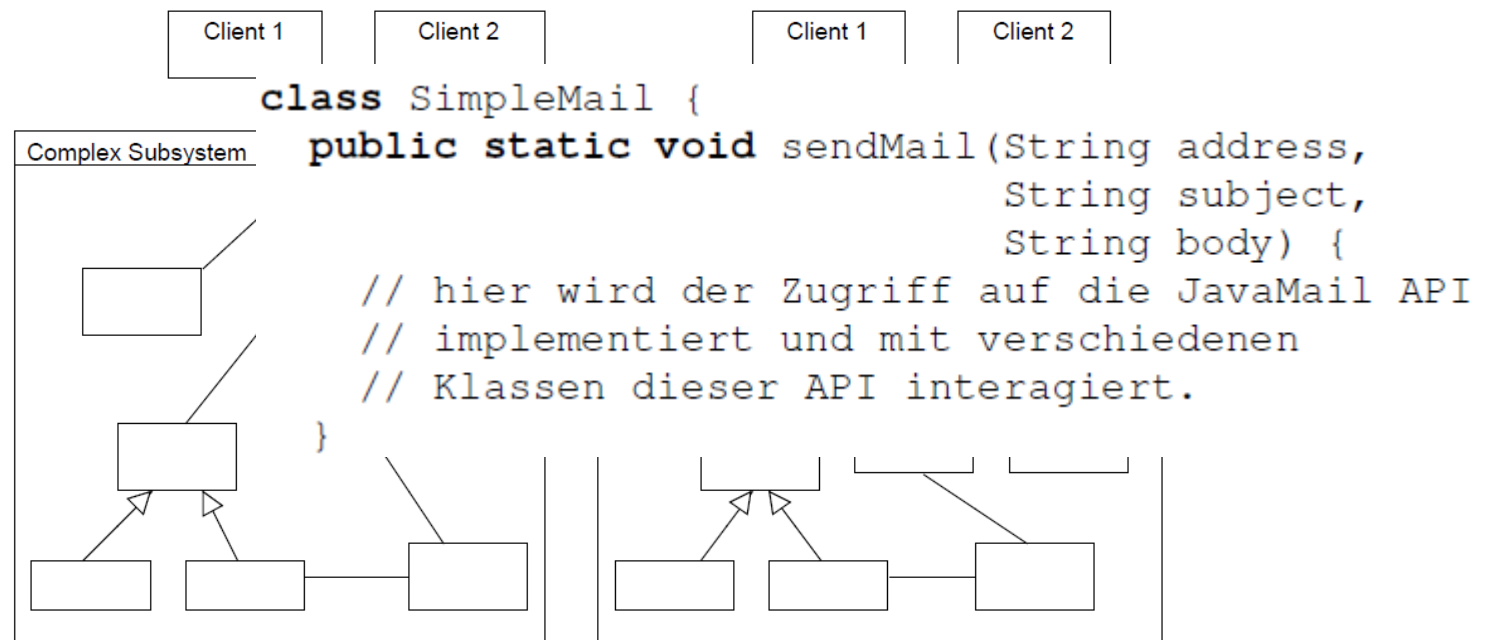 Client 1
Client 2
Client 1
Client 2
Complex Subsystem
class SimpleMail {
public static void sendMail(String address,
String subject,
String body) {
// hier wird der Zugriff auf die JavaMail API
// implementiert und mit verschiedenen
// Klassen dieser API interagiert.
}